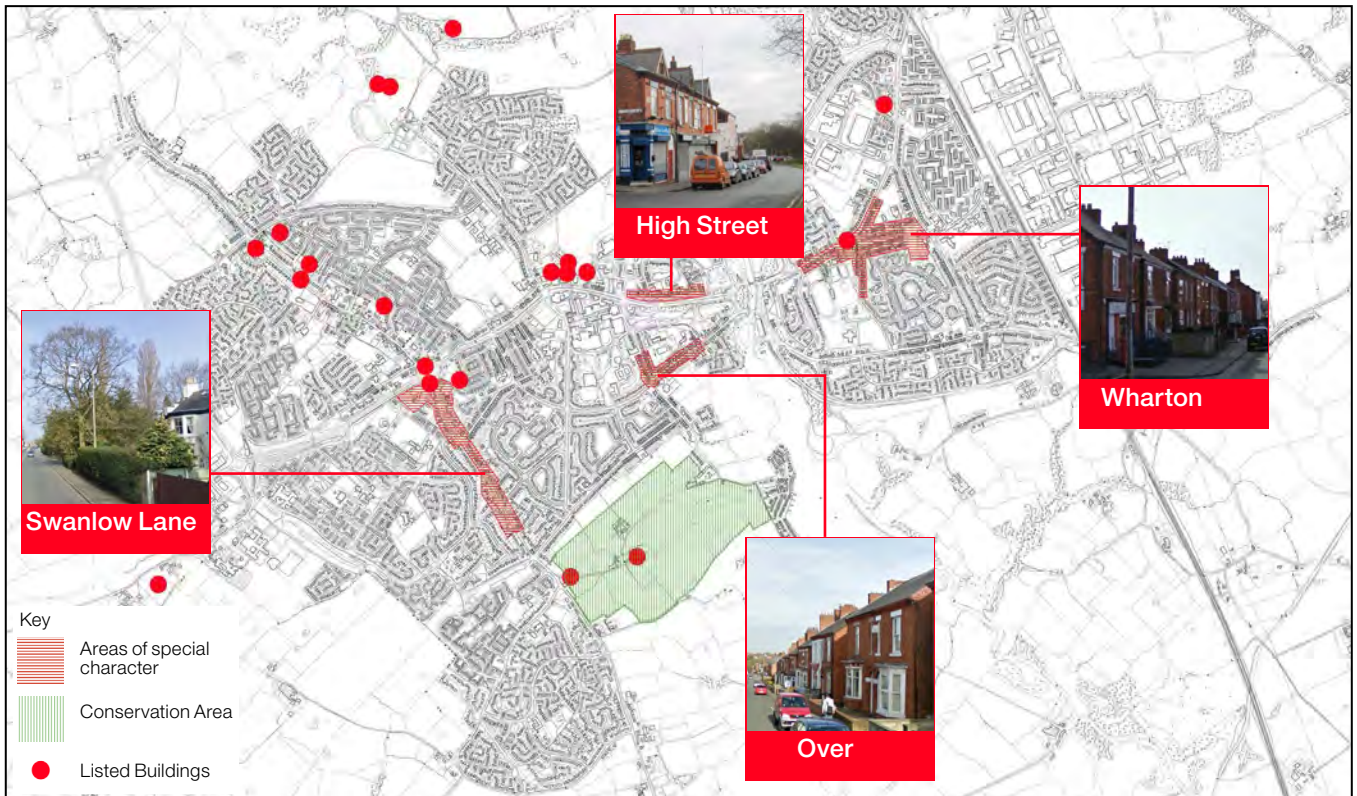 High Street
Wharton
Swanlow Lane
Over
Key
Areas of special
character
Conservation Area
Listed Buildings